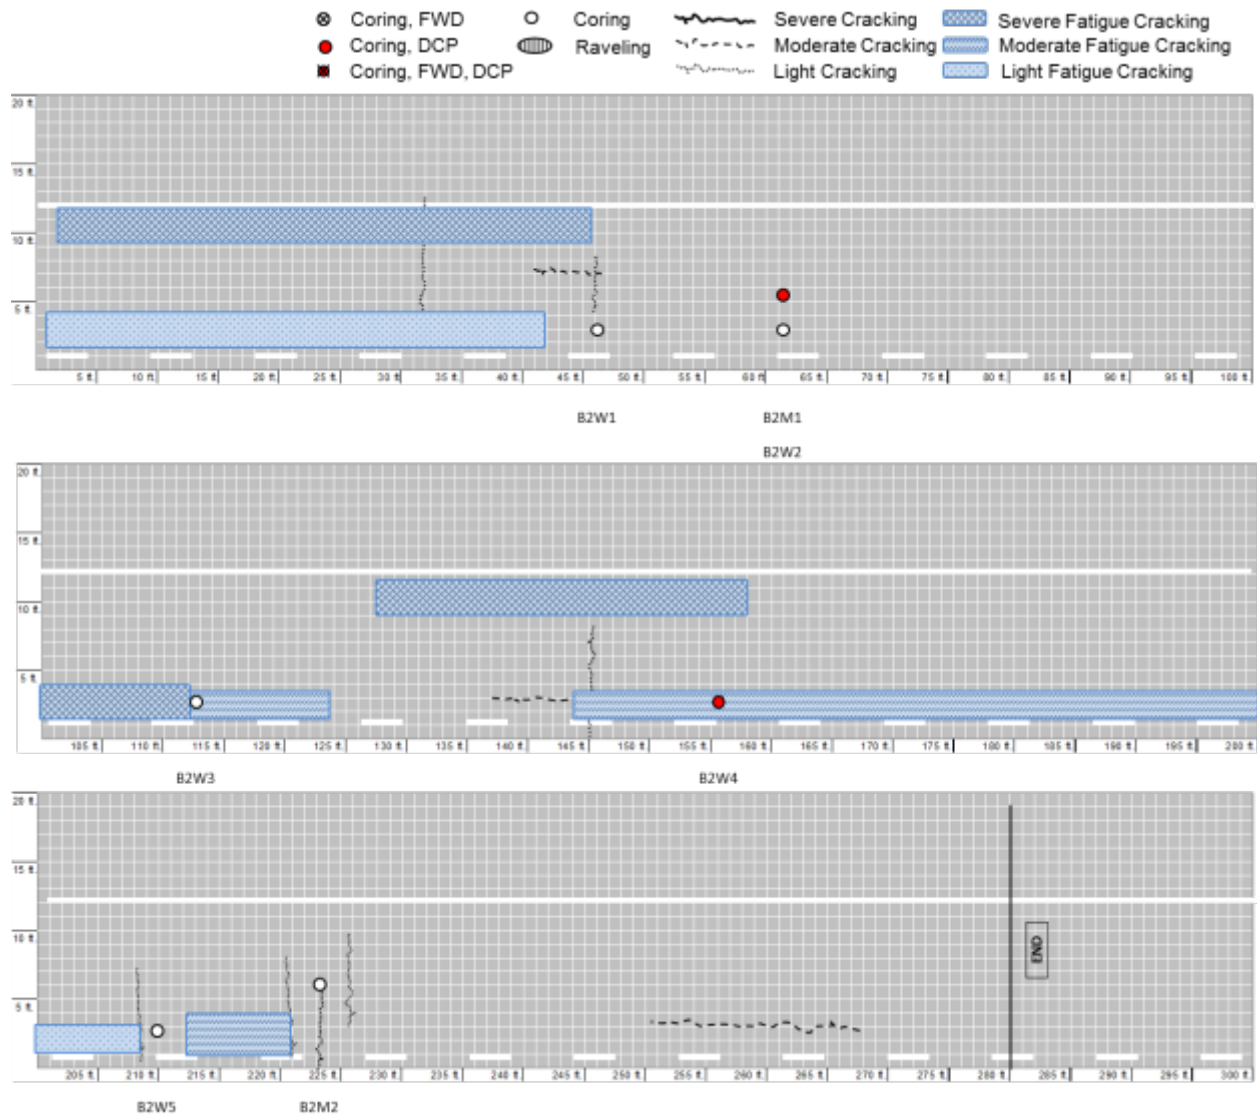 Coring, FWD Coring Severe Cracking Severe Fatigue Cracking
Coring, DCP Raveling Moderate Cracking Moderate Fatigue Cracking
Coring, FWD, DCP Light Cracking Light Fatigue Cracking
20 ft.
15 ft.
10 ft.
5 ft.
5 ft. 10 ft. 15 ft. 20 ft. 25 ft. 30 ft. 35 ft. 40 ft. 45 ft. 50 ft. 55 ft. 60 ft 65 ft. 70 ft. 75 ft. 80 ft. 85 ft. 90 ft. 95 ft. 100 ft.
B2W1 B2M1
B2W2
20 ft.
15 ft.
10 ft.
5 ft.
105 ft. 110 ft. 115 ft. 120 ft. 125 ft. 130 ft. 135 ft. 140 ft. 145 ft. 150 ft. 155 ft. 160 ft. 165 ft. 170 ft. 175 ft. 180 ft. 185 ft. 190 ft. 195 ft. 200 ft.
B2W3 B2W4
20 ft.
15 ft.
10 ft.
5 ft.
END
205 ft. 210 ft. 215 ft. 220 ft. 225 ft. 230 ft. 235 ft. 240 ft. 245 ft. 250 ft. 255 ft. 260 ft. 265 ft. 270 ft. 275 ft. 280 ft. 285 ft. 290 ft. 295 ft. 300 ft.
B2W5 B2M2